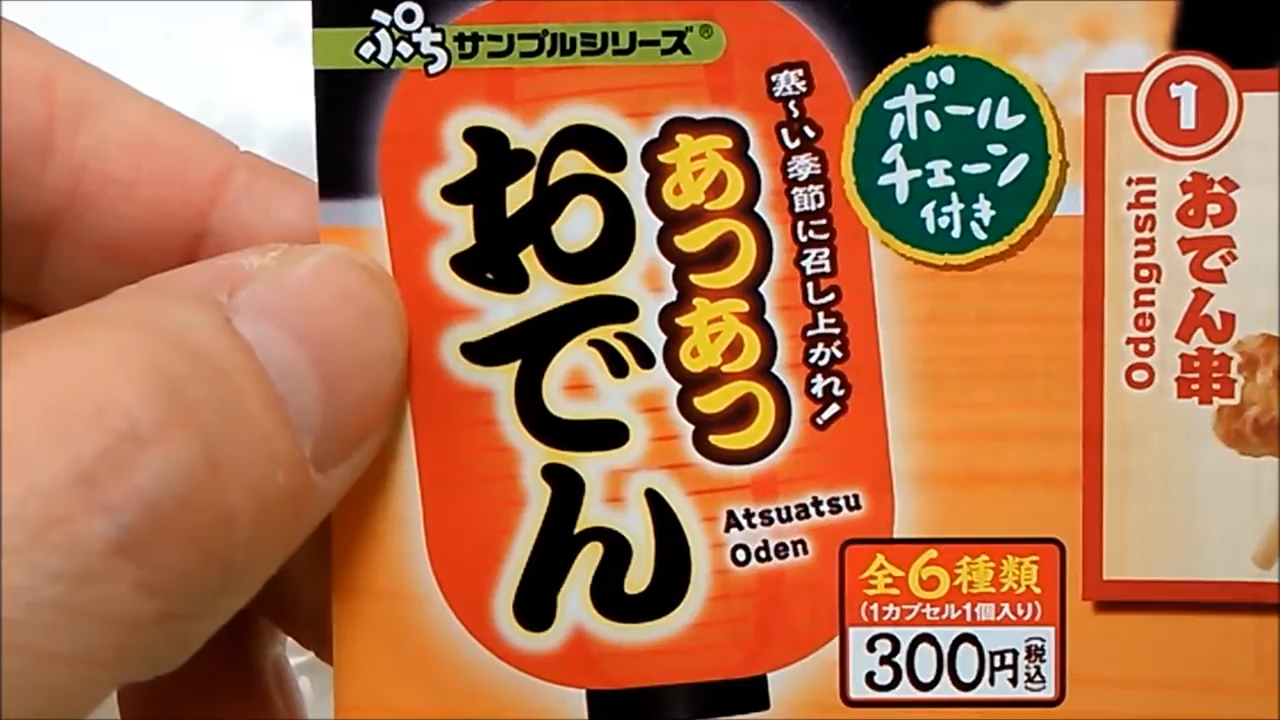 ぷちサンプルシリーズ®
あつあつ
おでん
寒～い季節に召し上がれ!
Atsuatsu
Oden
ボール
チェーン
付き
全6種類
(1カプセル1個入り)
300円(税込)
1
おでん串
Odengushi